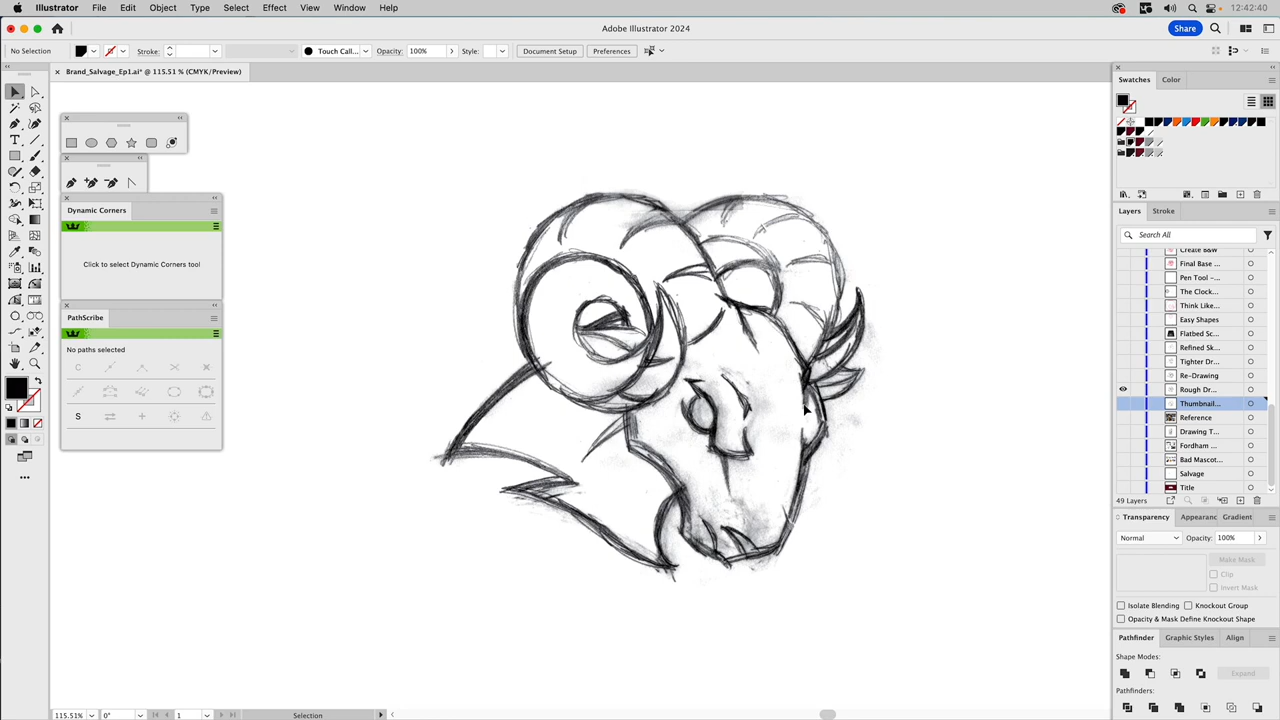 Illustrator File Edit Object Type Select Effect View Window Help 12:42:40
Adobe Illustrator 2024 Share
No Selection Stroke: Touch Call... Opacity: 100% Style: Document Setup Preferences
Brand_Salvage_Ep1.ai* @ 115.51 % (CMYK/Preview)
Dynamic Corners
Click to select Dynamic Corners tool
PathScribe
No paths selected
C
S
Swatches Color
Layers Stroke
Search All
Create B&W
Final Base ...
Pen Tool -...
The Clock...
Think Like...
Easy Shapes
Flatbed Sc...
Refined Sk...
Tighter Dr...
Re-Drawing
Rough Dr...
Thumbnail...
Reference
Drawing T...
Fordham ...
Bad Mascot...
Salvage
Title
49 Layers
Transparency Appearanc Gradient
Normal Opacity: 100%
Make Mask
Clip
Invert Mask
Isolate Blending Knockout Group
Opacity & Mask Define Knockout Shape
Pathfinder Graphic Styles Align
Shape Modes:
Expand
Pathfinders:
115.51% 0° 1 Selection